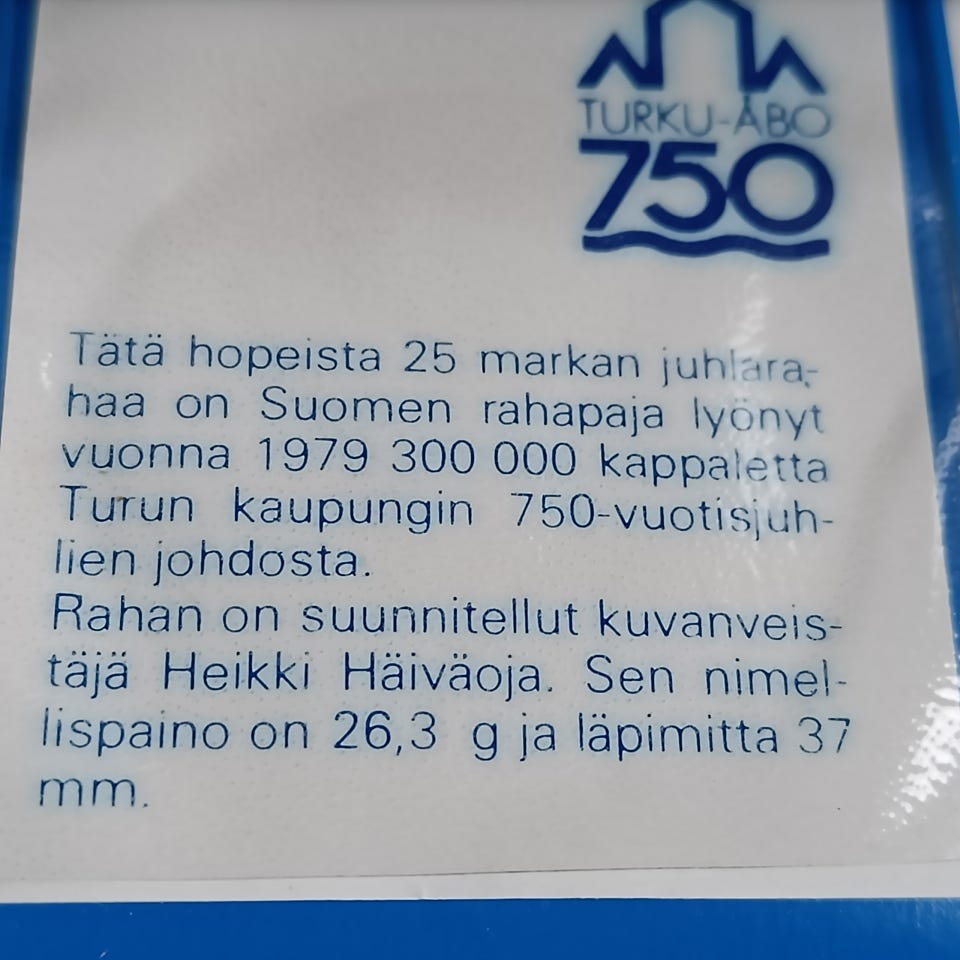 TURKU-ÅBO
750
Tätä hopeista 25 markan juhlara-
haa on Suomen rahapaja lyönyt
vuonna 1979 300 000 kappaletta
Turun kaupungin 750-vuotisjuh-
lien johdosta.
Rahan on suunnitellut kuvanveis-
täjä Heikki Häiväoja. Sen nimel-
lispaino on 26,3 g ja läpimitta 37
mm.